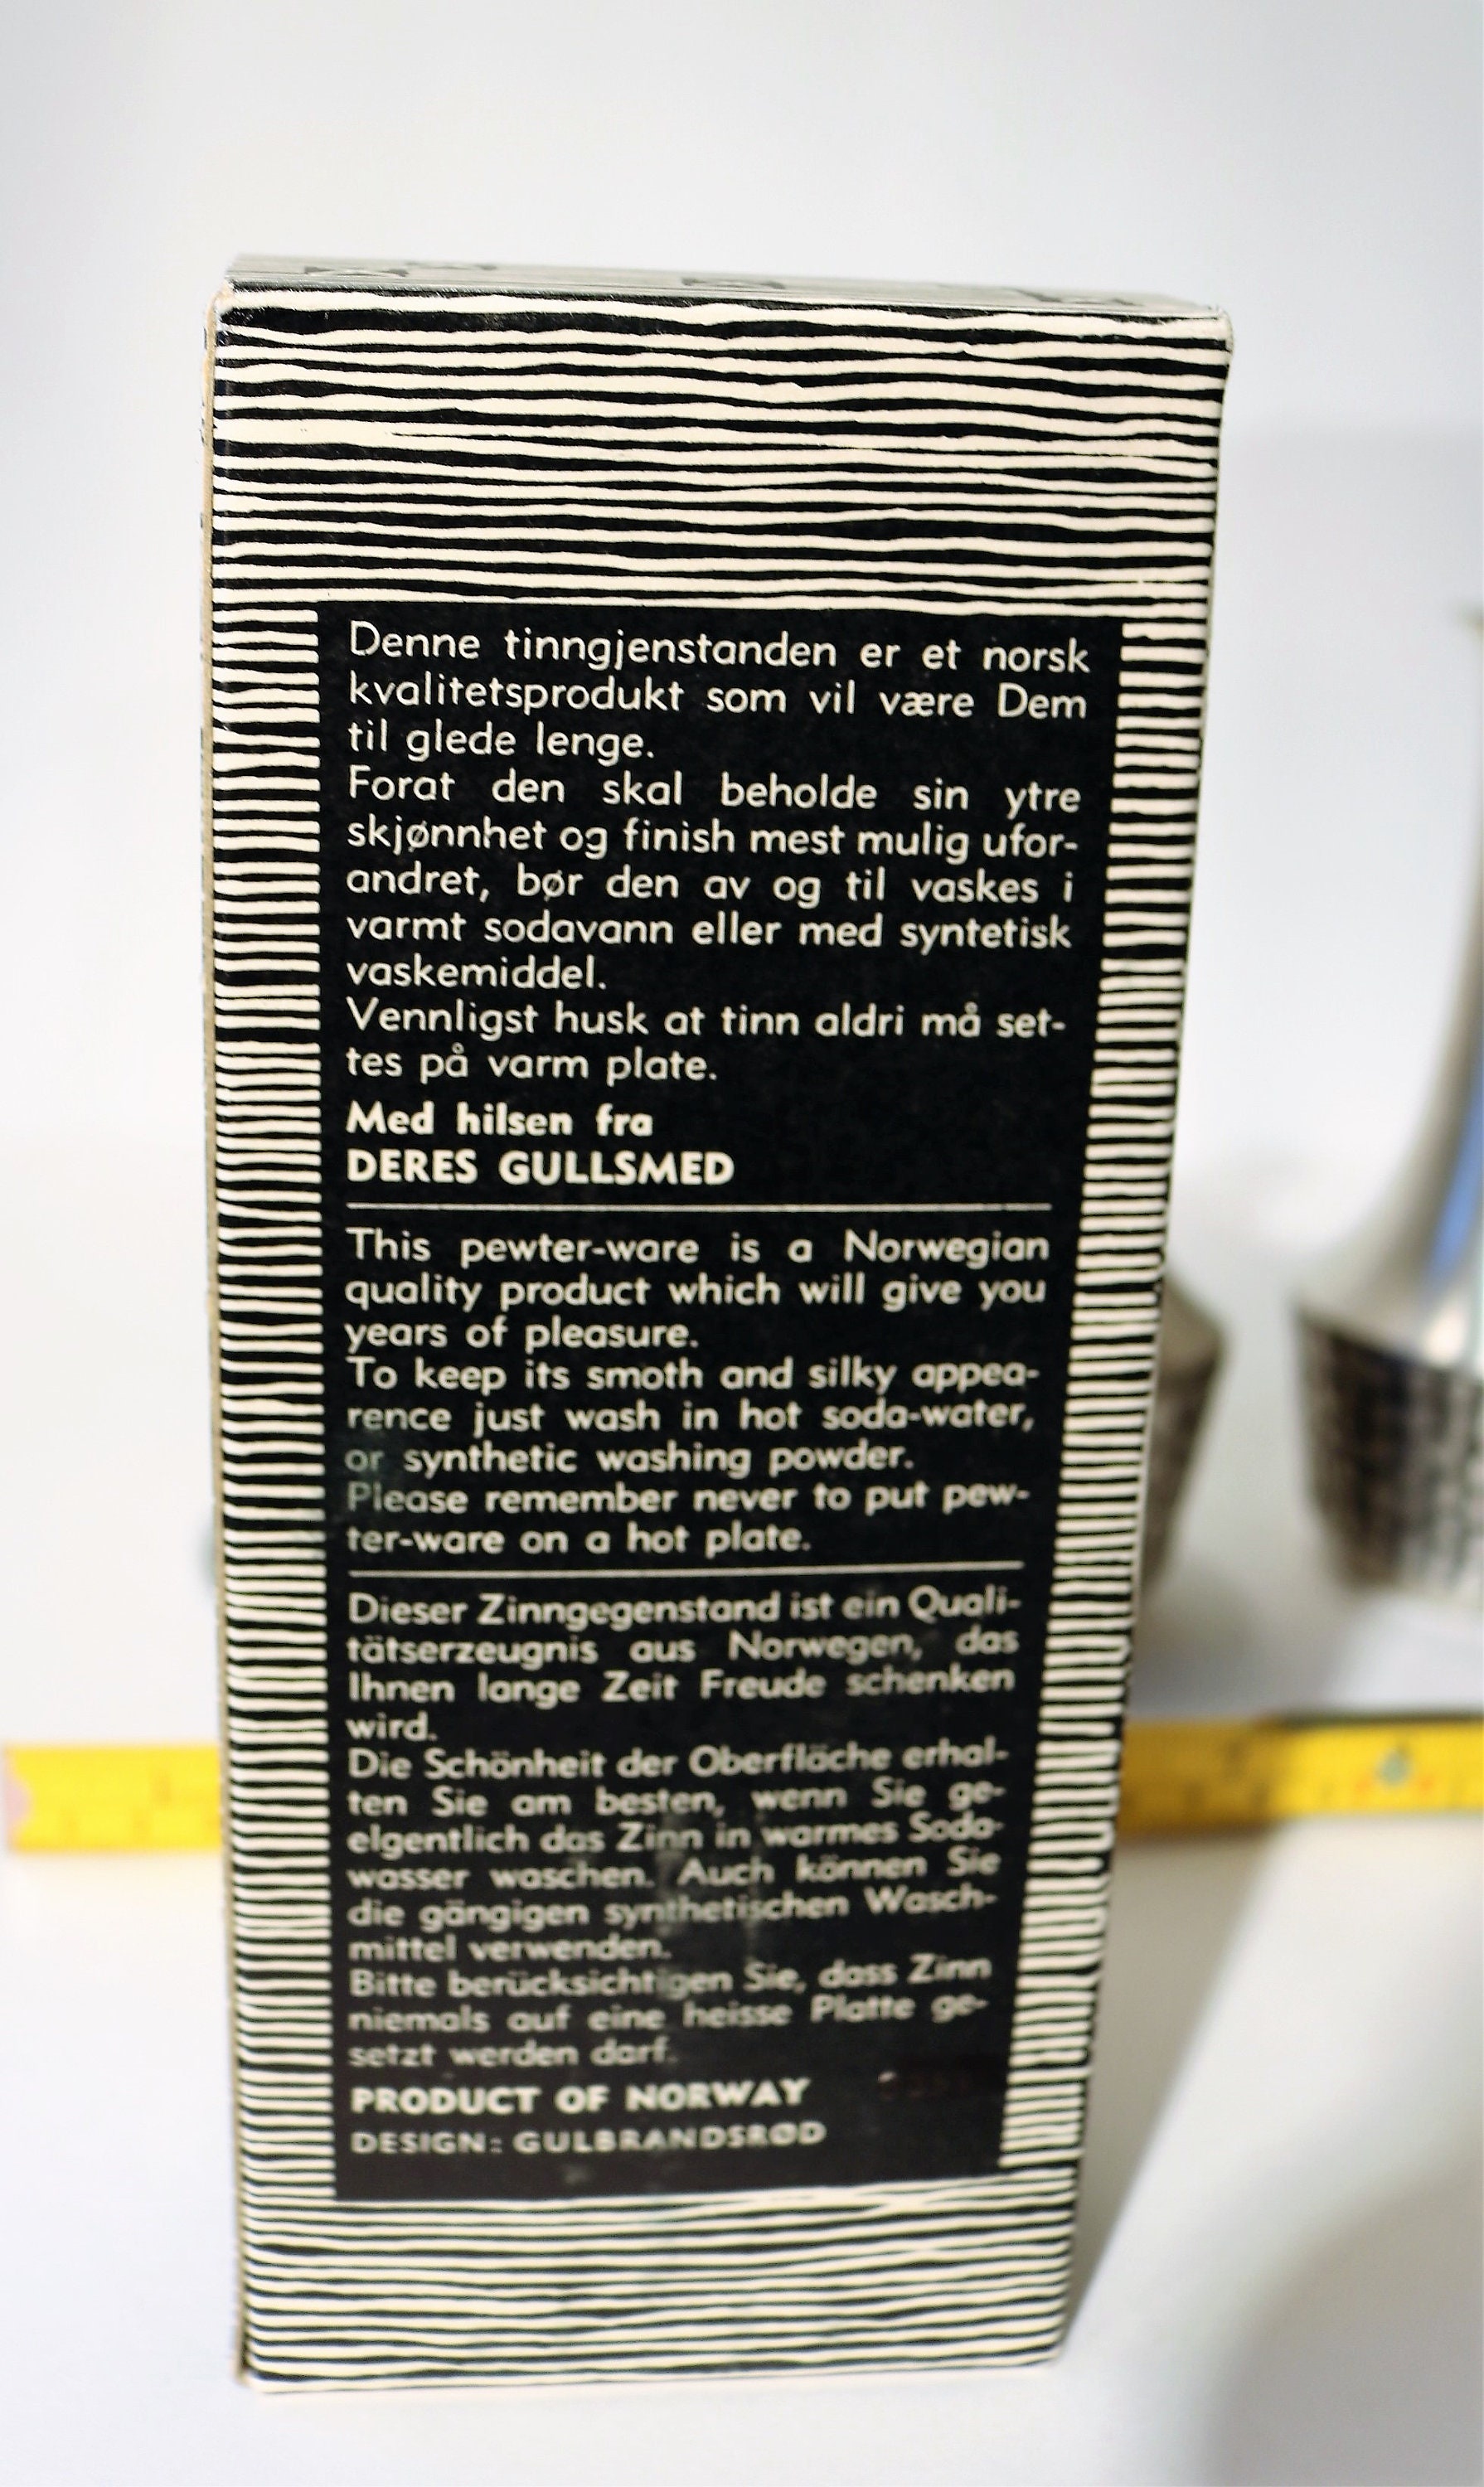 Denne tinngjenstanden er et norsk
kvalitetsprodukt som vil være Dem
til glede lenge.
Forat den skal beholde sin ytre
skjønnhet og finish mest mulig ufor-
andret, bør den av og til vaskes i
varmt sodavann eller med syntetisk
vaskemiddel.
Vennligst husk at tinn aldri må set-
tes på varm plate.
Med hilsen fra
DERES GULLSMED
This pewter-ware is a Norwegian
quality product which will give you
years of pleasure.
To keep its smoth and silky appea-
rence just wash in hot soda-water,
or synthetic washing powder.
Please remember never to put pew-
ter-ware on a hot plate.
Dieser Zinngegenstand ist ein Quali-
tätserzeugnis aus Norwegen, das
Ihnen lange Zeit Freude schenken
wird.
Die Schönheit der Oberfläche erhal-
ten Sie am besten, wenn Sie ge-
elgentlich das Zinn in warmes Soda-
wasser waschen. Auch können Sie
die gängigen synthetischen Wasch-
mittel verwenden.
Bitte berücksichtigen Sie, dass Zinn
niemals auf eine heisse Platte ge-
setzt werden darf.
PRODUCT OF NORWAY
DESIGN: GULBRANDSRØD